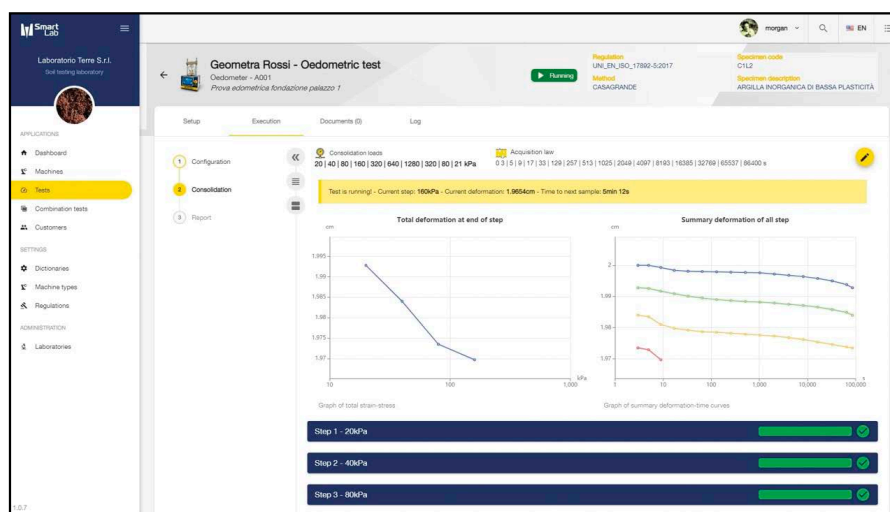 Smart
Lab
morgan
EN
Laboratorio Terre S.r.l.
Soil testing laboratory
Geometra Rossi - Oedometric test
Oedometer - A001
Prova edometrica fondazione palazzo 1
Running
Regulation
UNI_EN_ISO_17892-5:2017
Method
CASAGRANDE
Specimen code
C1L2
Specimen description
ARGILLA INORGANICA DI BASSA PLASTICITÀ
Setup
Execution
Documents (0)
Log
APPLICATIONS
Dashboard
Machines
Tests
Combination tests
Customers
SETTINGS
Dictionaries
Machine types
Regulations
ADMINISTRATION
Laboratories
1.0.7
1 Configuration
2 Consolidation
3 Report
Consolidation loads
20 | 40 | 80 | 160 | 320 | 640 | 1280 | 320 | 80 | 21 kPa
Acquisition law
0 3 | 5 | 9 | 17 | 33 | 129 | 257 | 513 | 1025 | 2049 | 4097 | 8193 | 16385 | 32769 | 65537 | 86400 s
Test is running! - Current step: 160kPa - Current deformation: 1.9654cm - Time to next sample: 5min 12s
Total deformation at end of step
cm
1,995
1,99
1,985
1,98
1,975
1,97
10
100
1,000
kPa
Graph of total strain-stress
Summary deformation of all step
cm
2
1,99
1,98
1,97
1
10
100
1,000
10,000
100,000
s
Graph of summary deformation-time curves
Step 1 - 20kPa
Step 2 - 40kPa
Step 3 - 80kPa